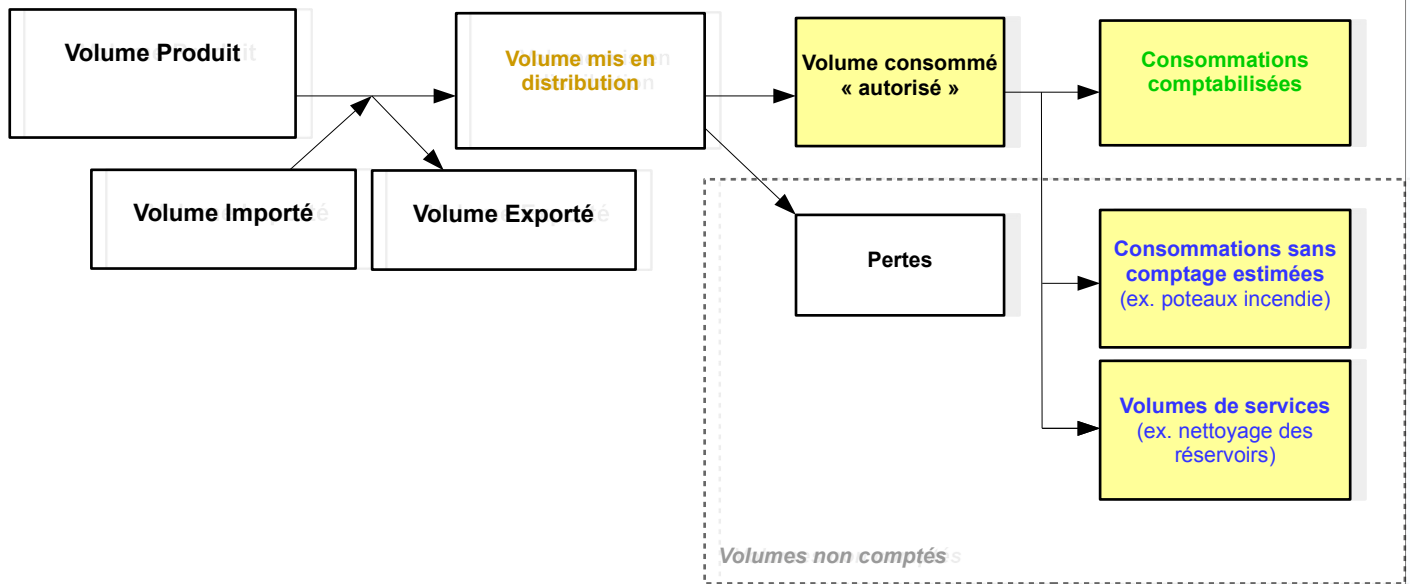 Volume Produit
Volume mis en
distribution
Volume consommé
« autorisé »
Consommations
comptabilisées
Volume Importé
Volume Exporté
Pertes
Consommations sans
comptage estimées
(ex. poteaux incendie)
Volumes de services
(ex. nettoyage des
réservoirs)
Volumes non comptés